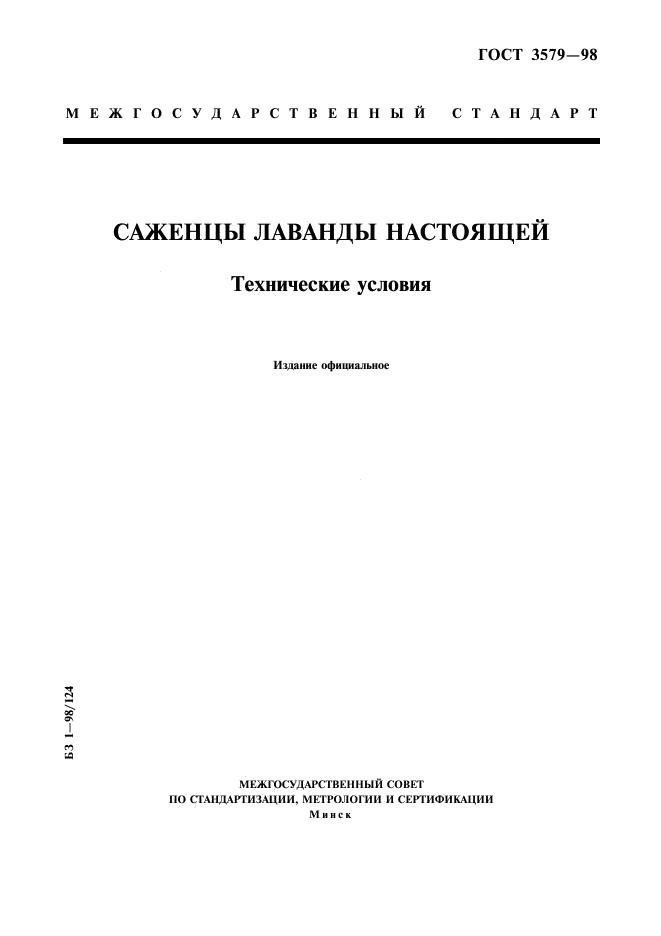 ГОСТ 3579—98
МЕЖГОСУДАРСТВЕННЫЙ СТАНДАРТ
САЖЕНЦЫ ЛАВАНДЫ НАСТОЯЩЕЙ
Технические условия
Издание официальное
БЗ 1—98/124
МЕЖГОСУДАРСТВЕННЫЙ СОВЕТ
ПО СТАНДАРТИЗАЦИИ, МЕТРОЛОГИИ И СЕРТИФИКАЦИИ
Минск